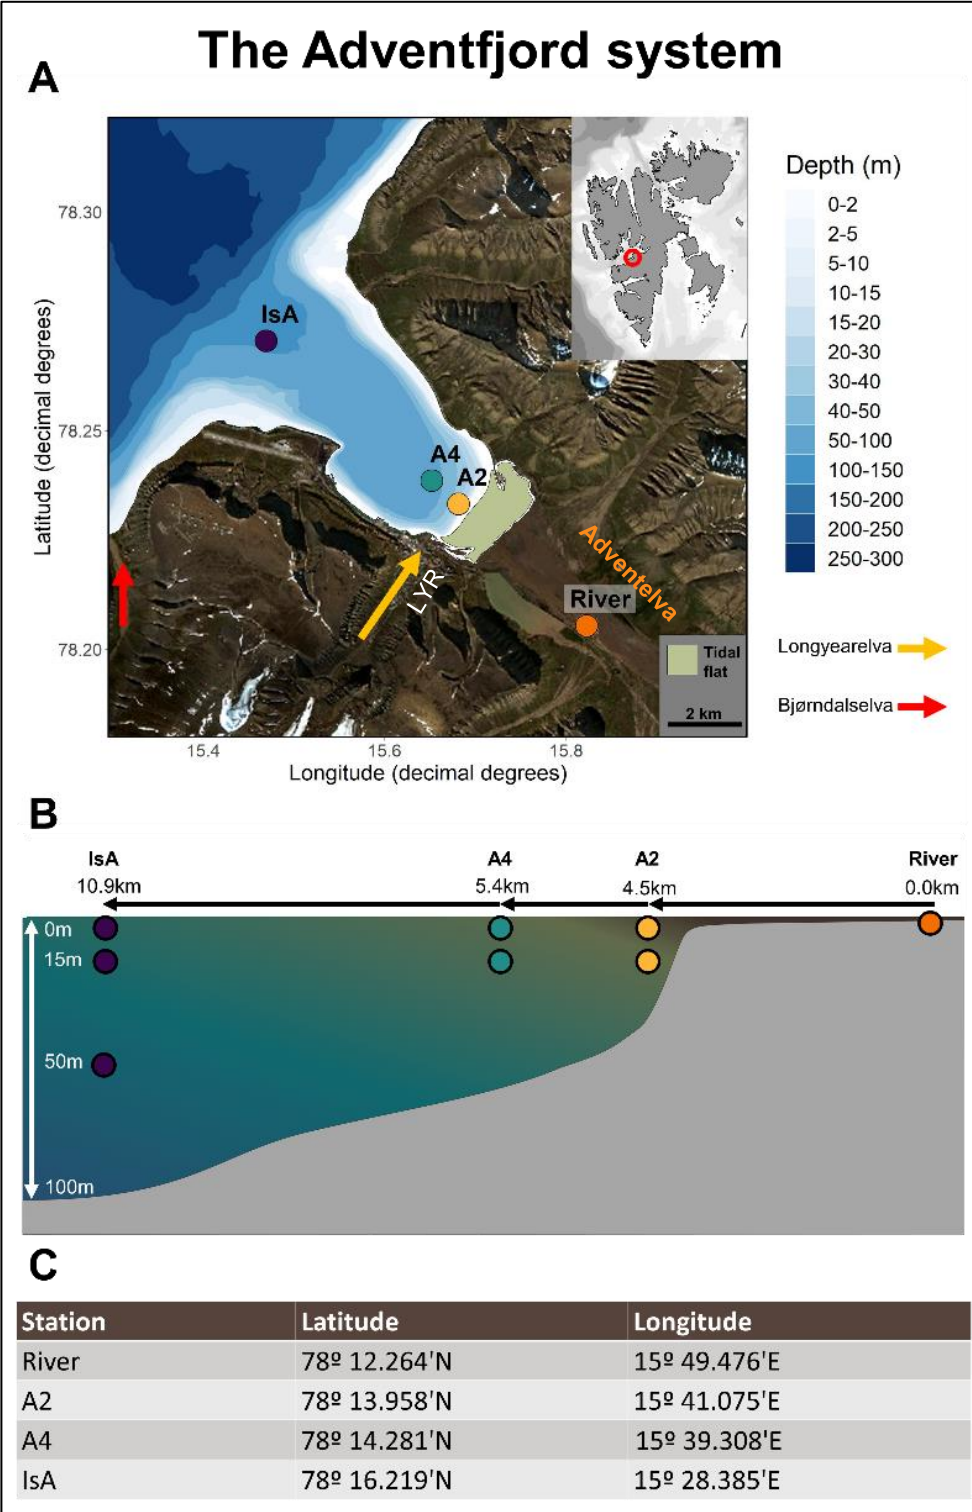 The Adventfjord system
A
Depth (m)
0-2
2-5
5-10
10-15
15-20
20-30
30-40
40-50
50-100
100-150
150-200
200-250
250-300
Latitude (decimal degrees)
78.30
78.25
78.20
IsA
A4
A2
Adventelva
LYR
River
Tidal
flat
2 km
Longyearelva
Bjørndalselva
15.4 15.6 15.8
Longitude (decimal degrees)
B
IsA A4 A2 River
10.9km 5.4km 4.5km 0.0km
0m
15m
50m
100m
C
Station Latitude Longitude
River 78º 12.264'N 15º 49.476'E
A2 78º 13.958'N 15º 41.075'E
A4 78º 14.281'N 15º 39.308'E
IsA 78º 16.219'N 15º 28.385'E